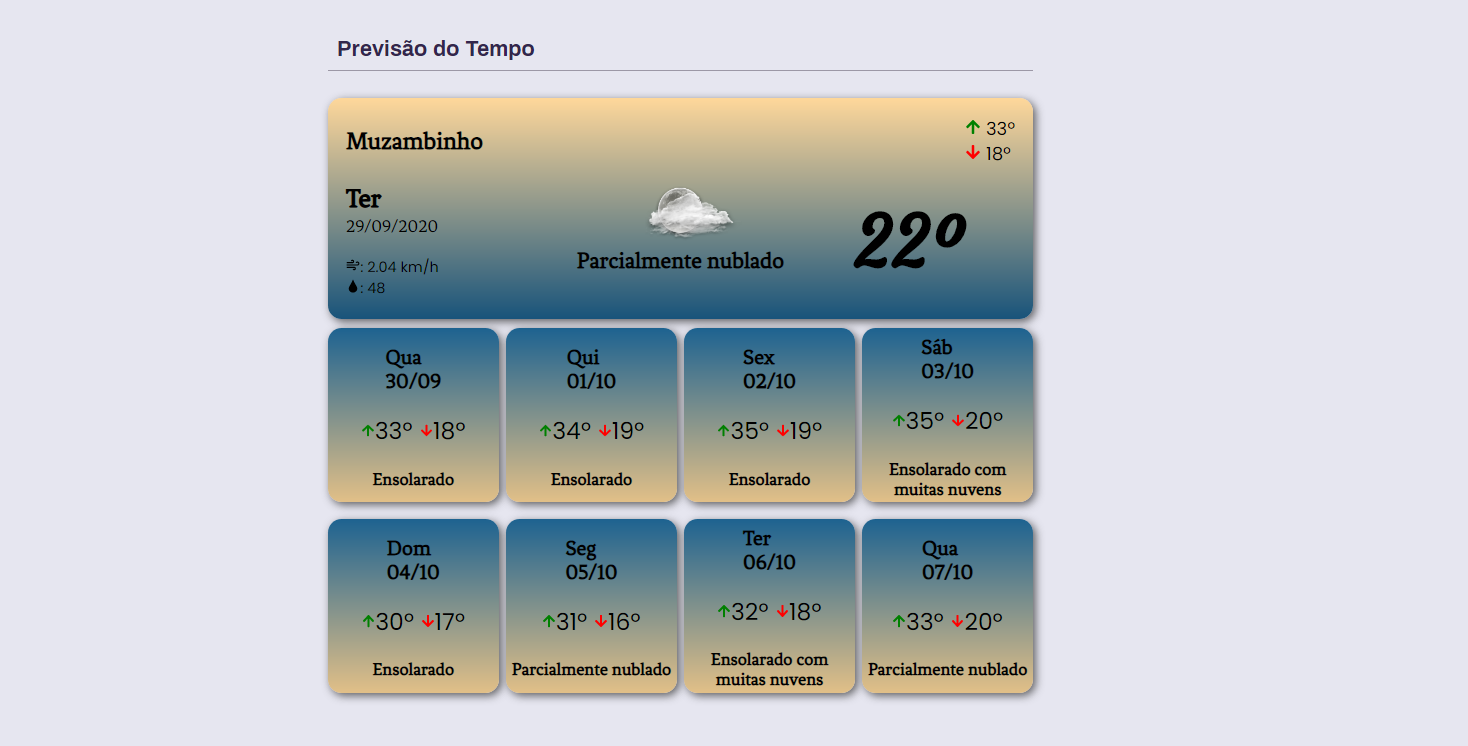 Previsão do Tempo
Muzambinho
33º
18º
Ter
29/09/2020
: 2.04 km/h
: 48
Parcialmente nublado
22º
Qua
30/09
33º 18º
Ensolarado
Qui
01/10
34º 19º
Ensolarado
Sex
02/10
35º 19º
Ensolarado
Sáb
03/10
35º 20º
Ensolarado com
muitas nuvens
Dom
04/10
30º 17º
Ensolarado
Seg
05/10
31º 16º
Parcialmente nublado
Ter
06/10
32º 18º
Ensolarado com
muitas nuvens
Qua
07/10
33º 20º
Parcialmente nublado